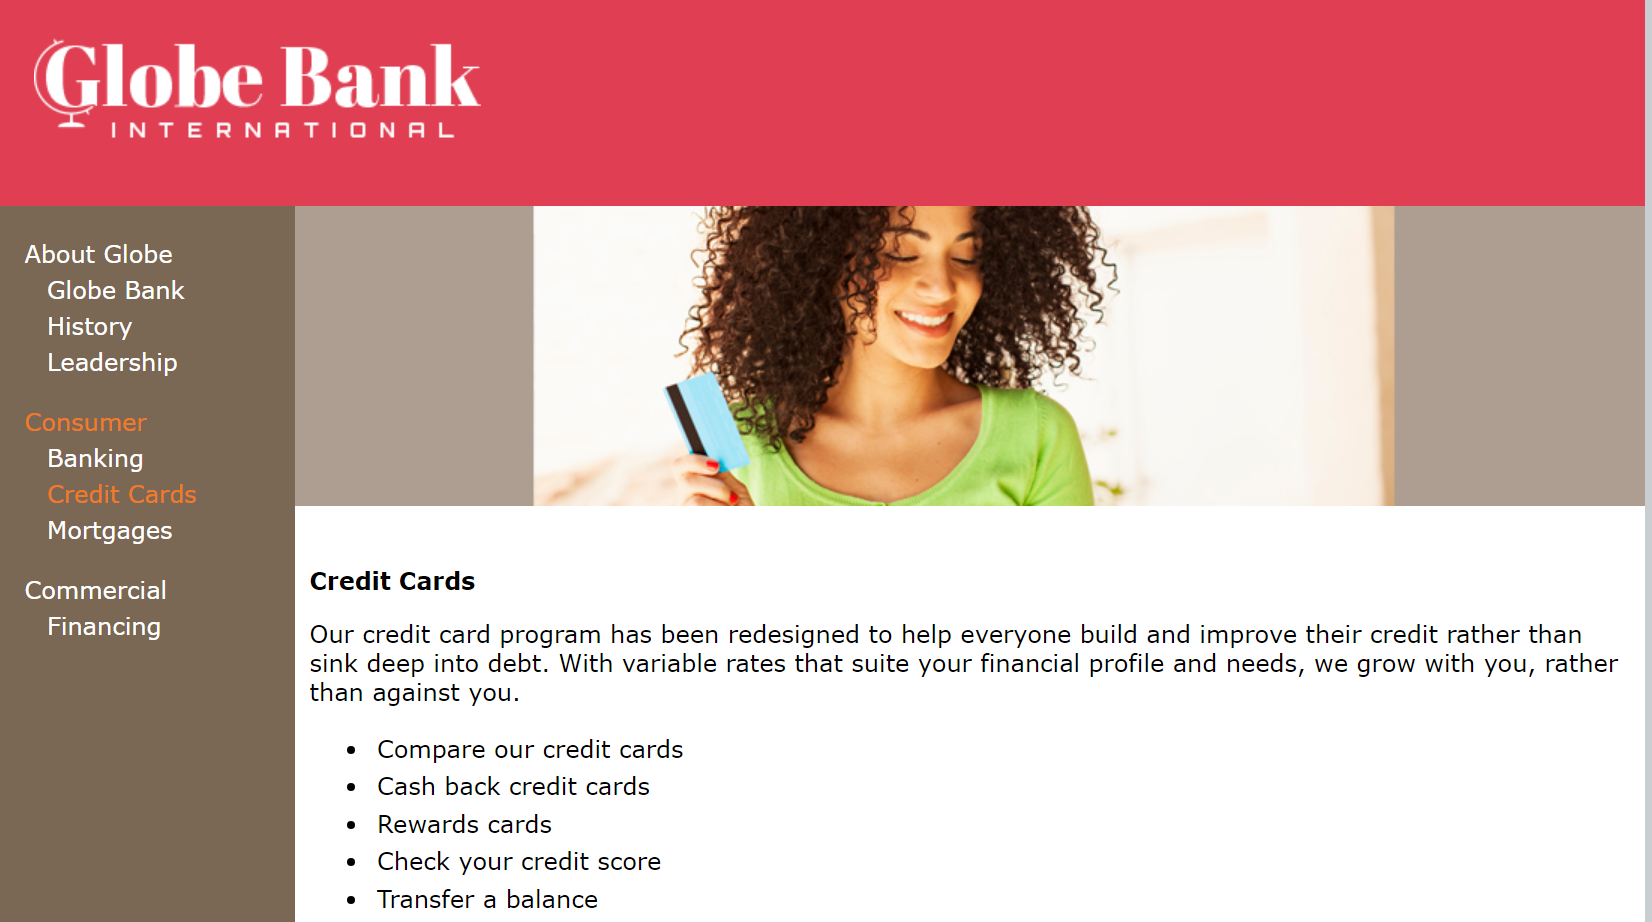 Globe Bank
INTERNATIONAL
About Globe
Globe Bank
History
Leadership
Consumer
Banking
Credit Cards
Mortgages
Commercial
Financing
Credit Cards
Our credit card program has been redesigned to help everyone build and improve their credit rather than
sink deep into debt. With variable rates that suite your financial profile and needs, we grow with you, rather
than against you.
• Compare our credit cards
• Cash back credit cards
• Rewards cards
• Check your credit score
• Transfer a balance